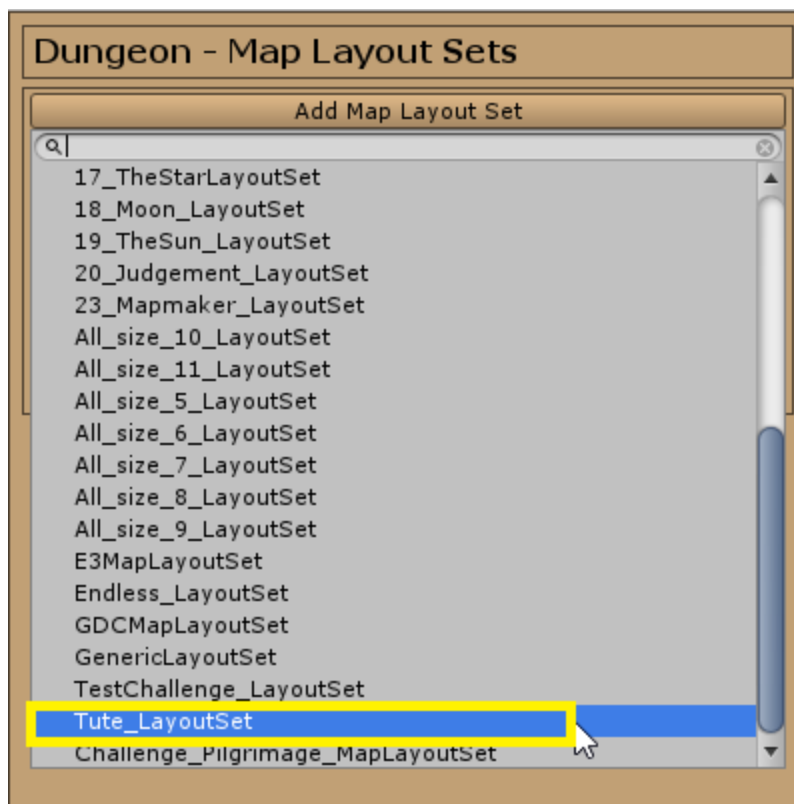 Dungeon - Map Layout Sets
Add Map Layout Set
17_TheStarLayoutSet
18_Moon_LayoutSet
19_TheSun_LayoutSet
20_Judgement_LayoutSet
23_Mapmaker_LayoutSet
All_size_10_LayoutSet
All_size_11_LayoutSet
All_size_5_LayoutSet
All_size_6_LayoutSet
All_size_7_LayoutSet
All_size_8_LayoutSet
All_size_9_LayoutSet
E3MapLayoutSet
Endless_LayoutSet
GDCMapLayoutSet
GenericLayoutSet
TestChallenge_LayoutSet
Tute_LayoutSet
Challenge_Pilgrimage_MapLayoutSet